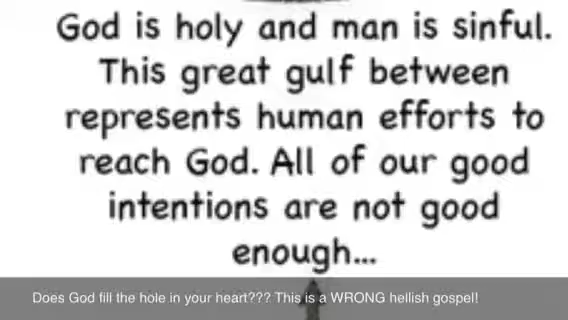 God is holy and man is sinful.
This great gulf between
represents human efforts to
reach God. All of our good
intentions are not good
enough...
Does God fill the hole in your heart??? This is a WRONG hellish gospel!